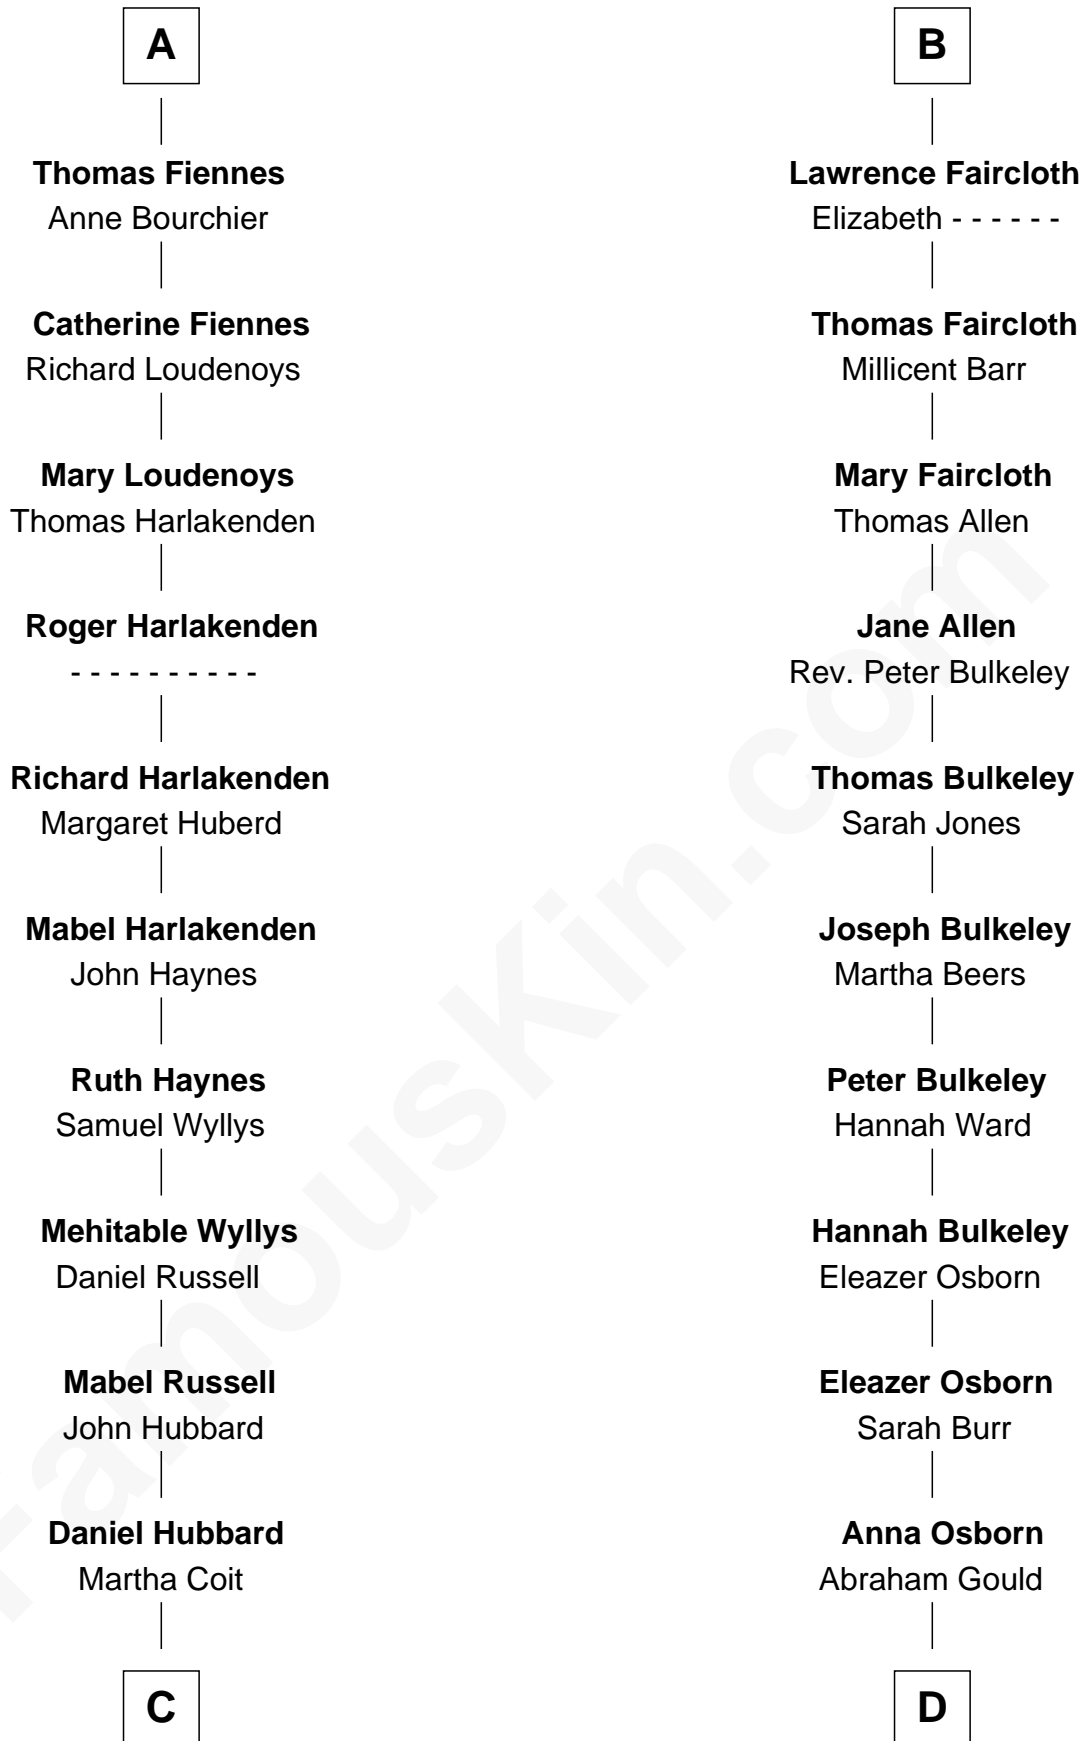 A
Thomas Fiennes
Anne Bourchier
Catherine Fiennes
Richard Loudenoys
Mary Loudenoys
Thomas Harlakenden
Roger Harlakenden
- - - - - - - - - -
Richard Harlakenden
Margaret Huberd
Mabel Harlakenden
John Haynes
Ruth Haynes
Samuel Wyllys
Mehitable Wyllys
Daniel Russell
Mabel Russell
John Hubbard
Daniel Hubbard
Martha Coit
C
B
Lawrence Faircloth
Elizabeth - - - - - -
Thomas Faircloth
Millicent Barr
Mary Faircloth
Thomas Allen
Jane Allen
Rev. Peter Bulkeley
Thomas Bulkeley
Sarah Jones
Joseph Bulkeley
Martha Beers
Peter Bulkeley
Hannah Ward
Hannah Bulkeley
Eleazer Osborn
Eleazer Osborn
Sarah Burr
Anna Osborn
Abraham Gould
D
FamousKin.com